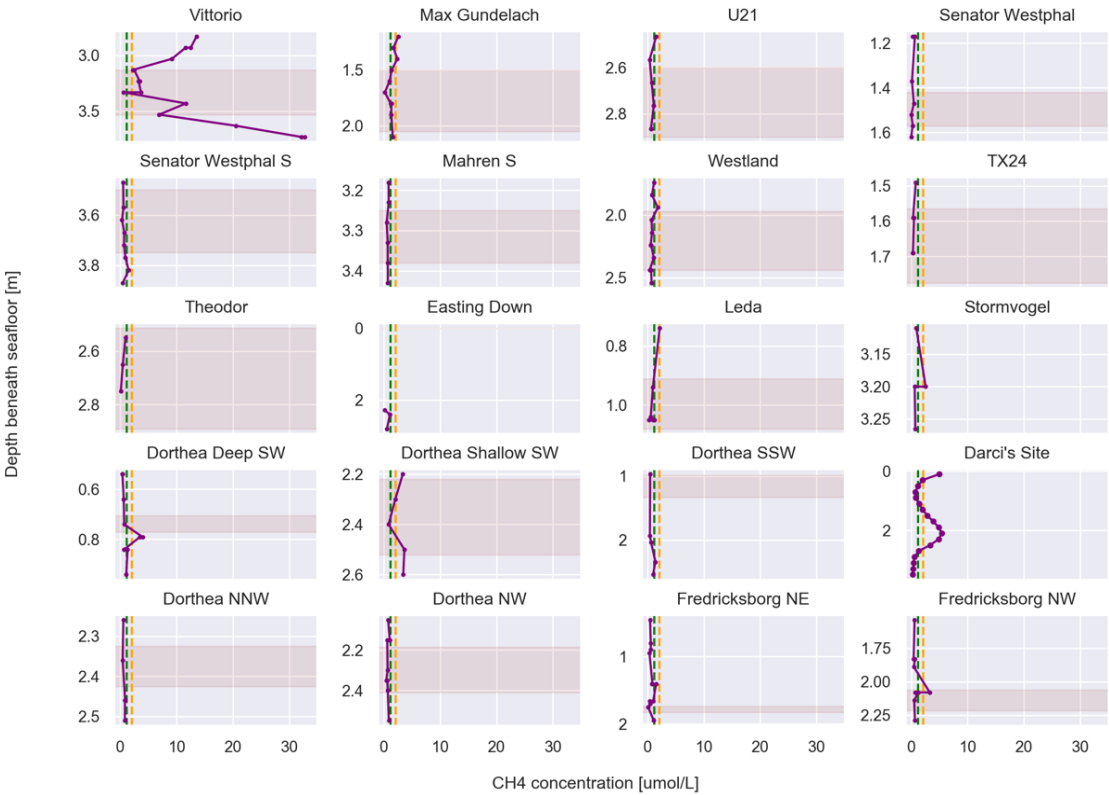 Vittorio
Max Gundelach
U21
Senator Westphal
3.0
3.5
1.5
2.0
2.6
2.8
1.2
1.4
1.6
Senator Westphal S
Mahren S
Westland
TX24
3.6
3.8
3.2
3.3
3.4
2.0
2.5
1.5
1.6
1.7
Depth beneath seafloor [m]
Theodor
Easting Down
Leda
Stormvogel
2.6
2.8
0
2
0.8
1.0
3.15
3.20
3.25
Dorthea Deep SW
Dorthea Shallow SW
Dorthea SSW
Darci's Site
0.6
0.8
2.2
2.4
2.6
1
2
0
2
Dorthea NNW
Dorthea NW
Fredricksborg NE
Fredricksborg NW
2.3
2.4
2.5
2.2
2.4
1
2
1.75
2.00
2.25
0 10 20 30
0 10 20 30
0 10 20 30
0 10 20 30
CH4 concentration [umol/L]